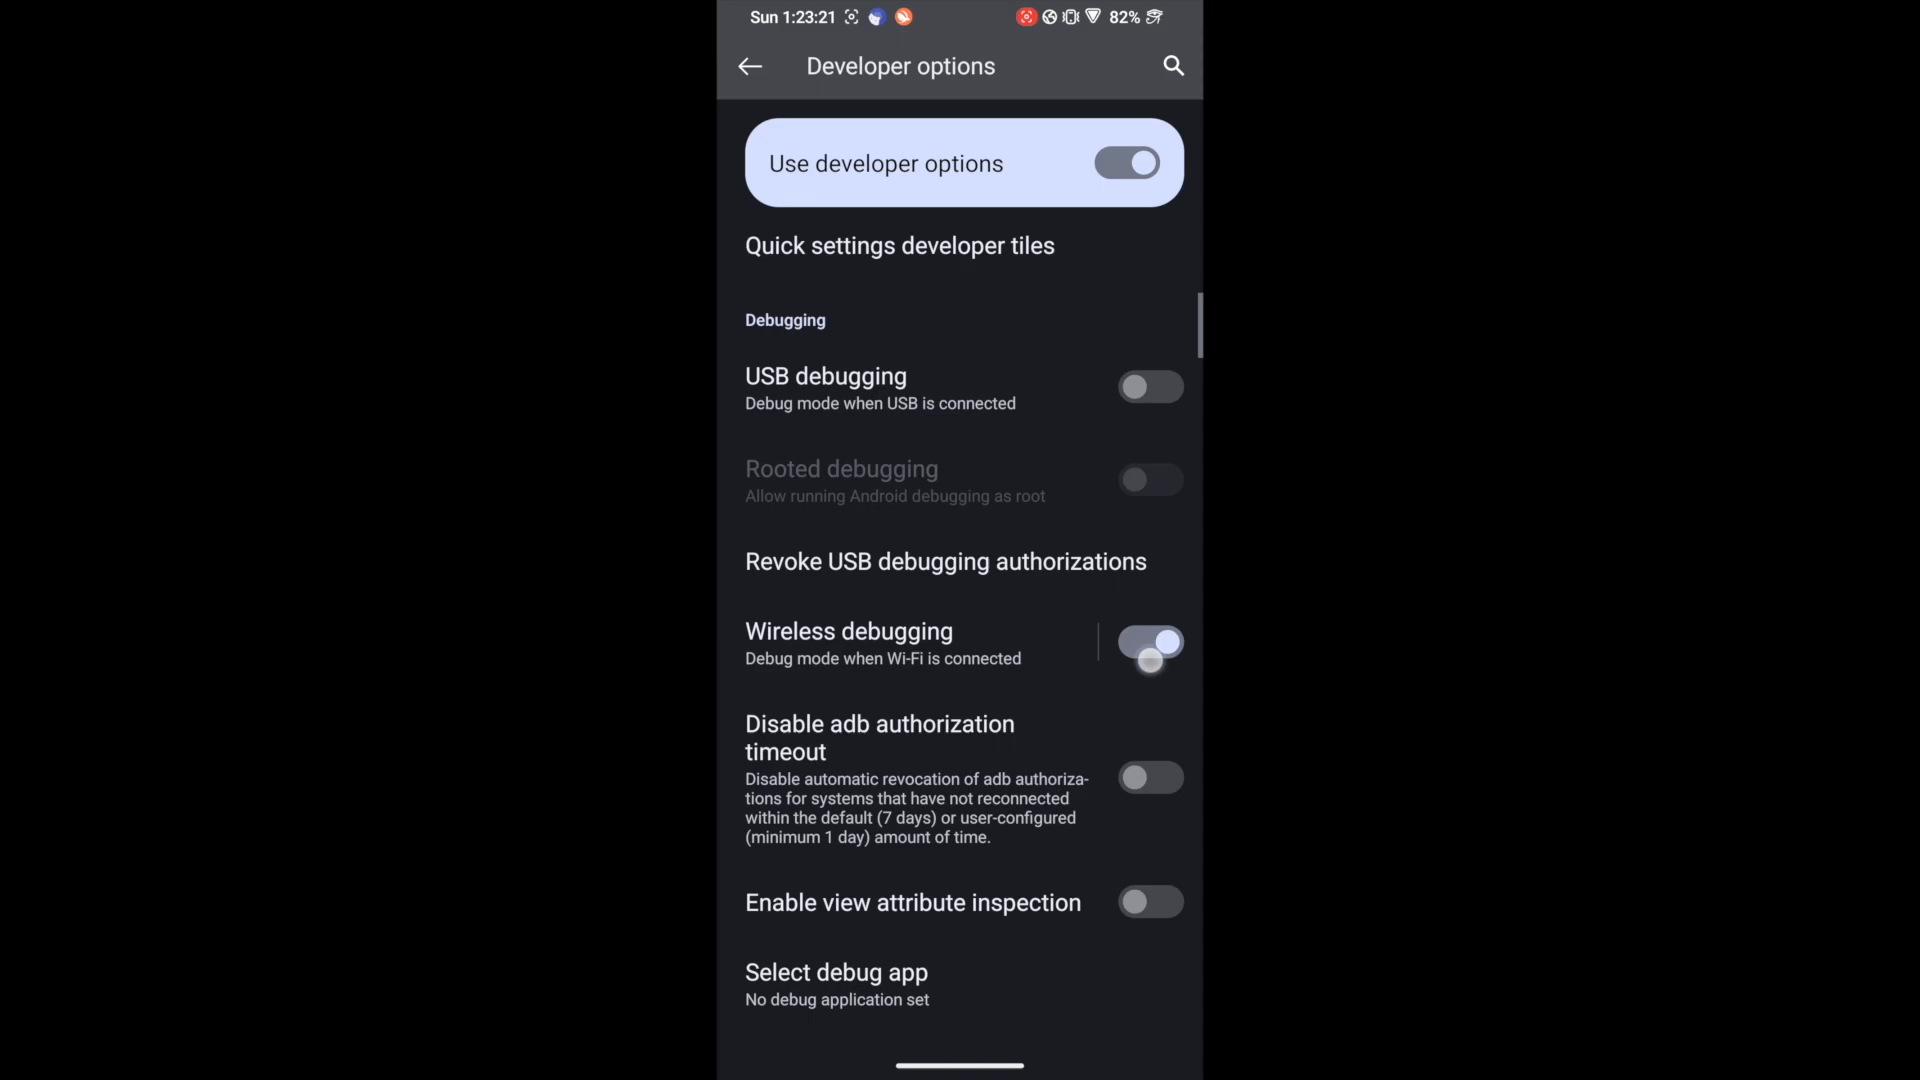 Sun 1:23:21
82%
Developer options
Use developer options
Quick settings developer tiles
Debugging
USB debugging
Debug mode when USB is connected
Rooted debugging
Allow running Android debugging as root
Revoke USB debugging authorizations
Wireless debugging
Debug mode when Wi-Fi is connected
Disable adb authorization
timeout
Disable automatic revocation of adb authoriza-
tions for systems that have not reconnected
within the default (7 days) or user-configured
(minimum 1 day) amount of time.
Enable view attribute inspection
Select debug app
No debug application set